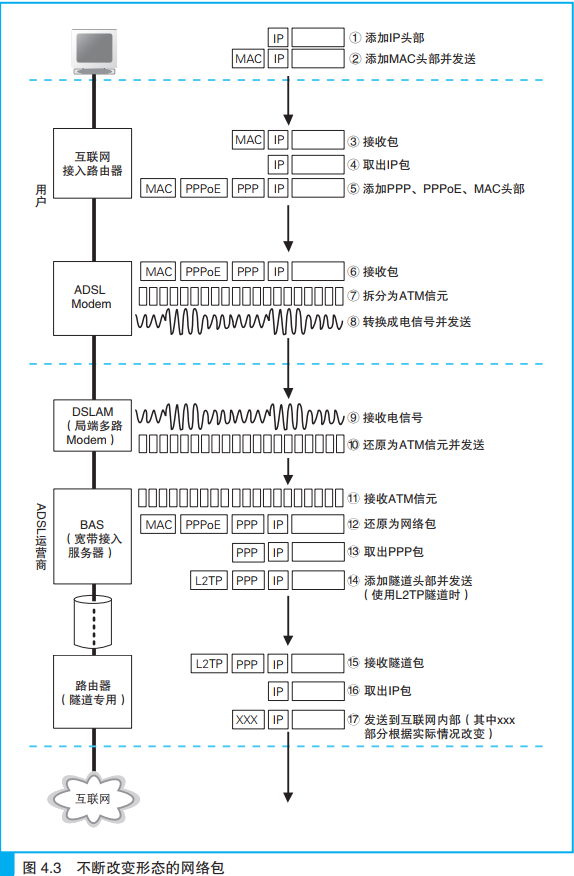 IP ① 添加IP头部
MAC IP ② 添加MAC头部并发送
用户
互联网
接入路由器
MAC IP ③ 接收包
IP ④ 取出IP包
MAC PPPoE PPP IP ⑤ 添加PPP、PPPoE、MAC头部
ADSL
Modem
MAC PPPoE PPP IP ⑥ 接收包
⑦ 拆分为ATM信元
⑧ 转换成电信号并发送
ADSL运营商
DSLAM
（局端多路
Modem）
⑨ 接收电信号
⑩ 还原为ATM信元并发送
BAS
（宽带接入
服务器）
⑪ 接收ATM信元
MAC PPPoE PPP IP ⑫ 还原为网络包
PPP IP ⑬ 取出PPP包
L2TP PPP IP ⑭ 添加隧道头部并发送
（使用L2TP隧道时）
路由器
（隧道专用）
L2TP PPP IP ⑮ 接收隧道包
IP ⑯ 取出IP包
XXX IP ⑰ 发送到互联网内部（其中xxx
部分根据实际情况改变）
互联网
图 4.3 不断改变形态的网络包